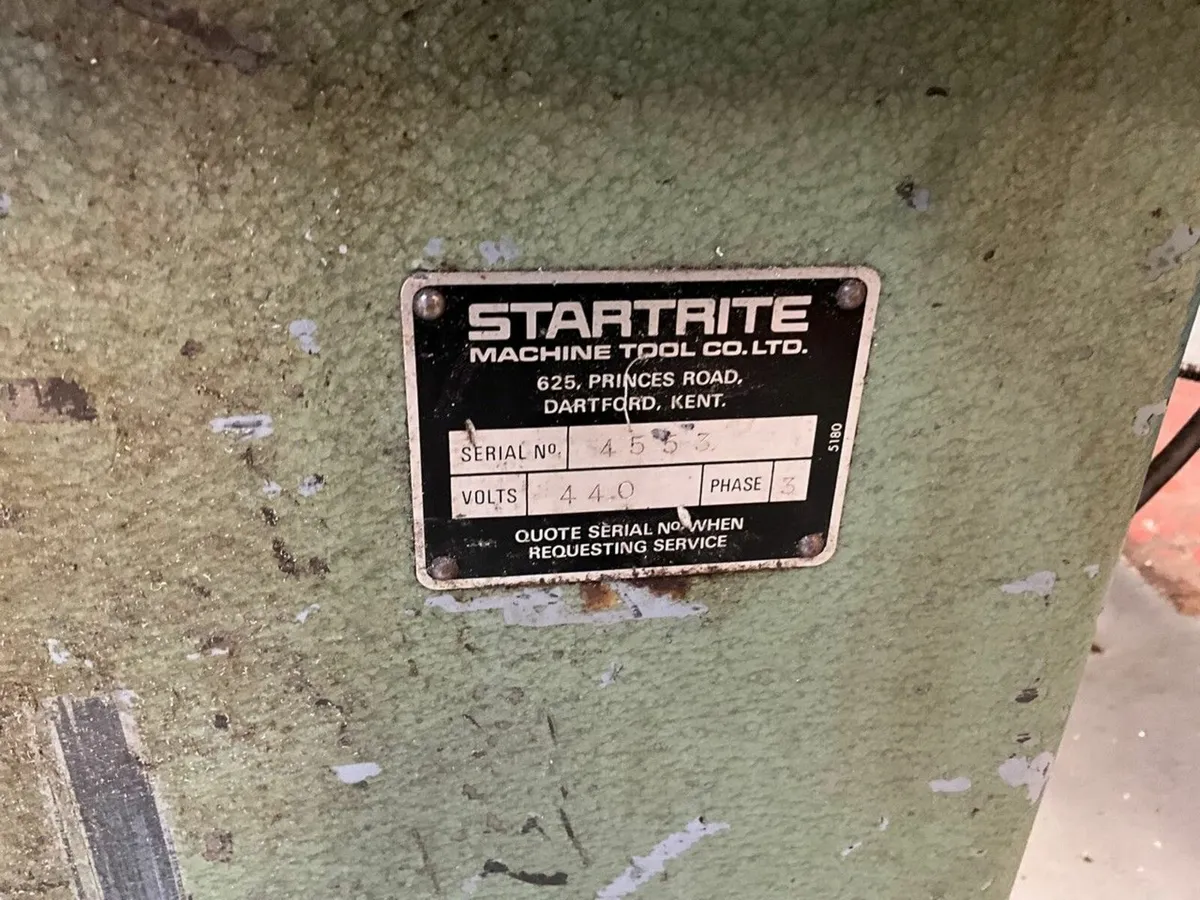 STARTRITE
MACHINE TOOL CO. LTD.
625, PRINCES ROAD,
DARTFORD, KENT.
SERIAL Nº. 4553
VOLTS 440 PHASE 3
QUOTE SERIAL Nº WHEN
REQUESTING SERVICE
5180